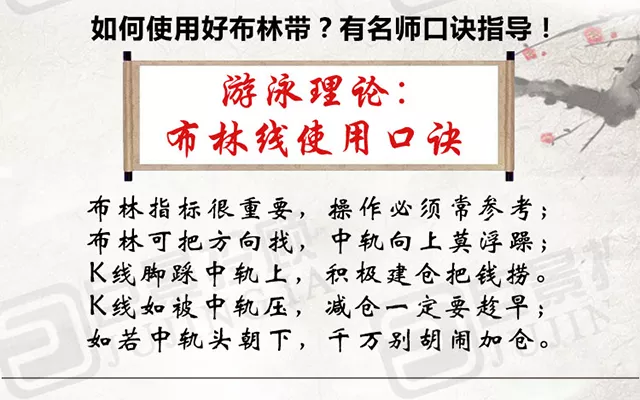 如何使用好布林带？有名师口诀指导！
游泳理论：
布林线使用口诀
布林指标很重要，操作必须常参考；
布林可把方向找，中轨向上莫浮躁；
K线脚踩中轨上，积极建仓把钱捞。
K线如被中轨压，减仓一定要趁早；
如若中轨头朝下，千万别胡闹加仓。